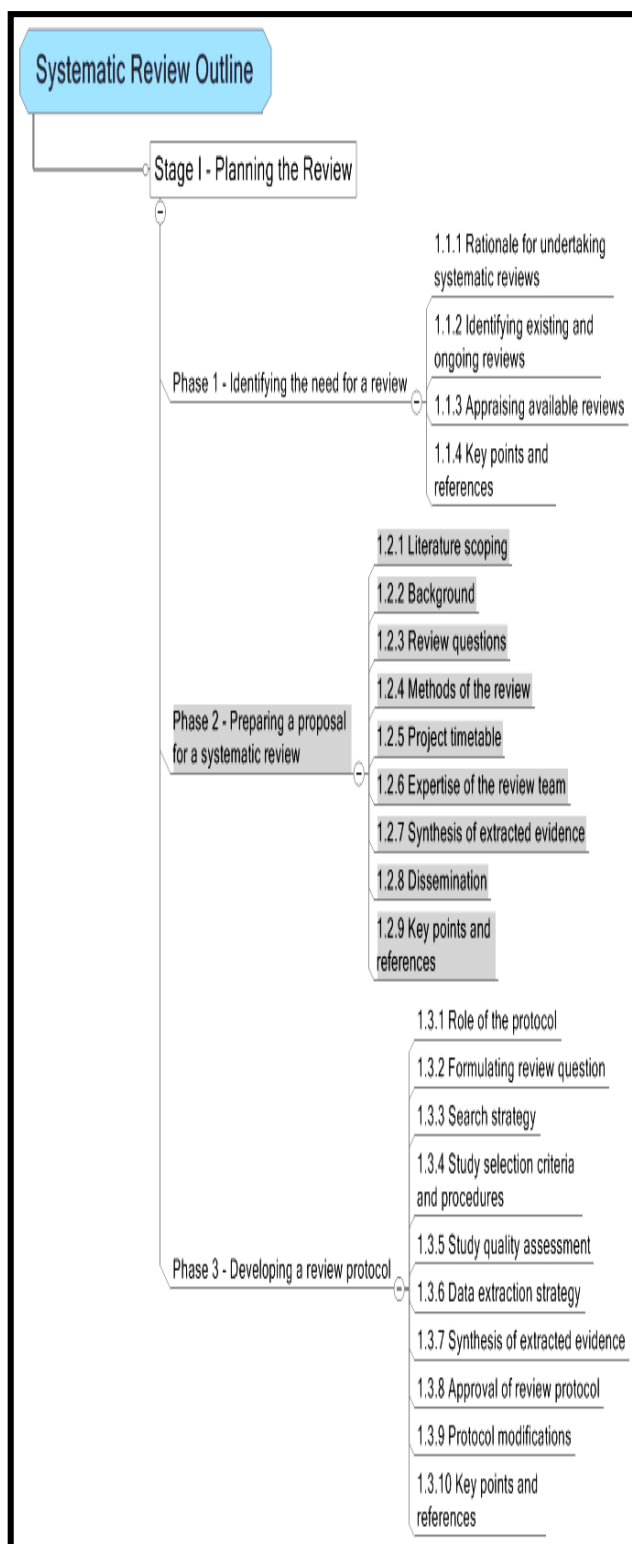 Systematic Review Outline
Stage I - Planning the Review
Phase 1 - Identifying the need for a review
1.1.1 Rationale for undertaking
systematic reviews
1.1.2 Identifying existing and
ongoing reviews
1.1.3 Appraising available reviews
1.1.4 Key points and
references
Phase 2 - Preparing a proposal
for a systematic review
1.2.1 Literature scoping
1.2.2 Background
1.2.3 Review questions
1.2.4 Methods of the review
1.2.5 Project timetable
1.2.6 Expertise of the review team
1.2.7 Synthesis of extracted evidence
1.2.8 Dissemination
1.2.9 Key points and
references
Phase 3 - Developing a review protocol
1.3.1 Role of the protocol
1.3.2 Formulating review question
1.3.3 Search strategy
1.3.4 Study selection criteria
and procedures
1.3.5 Study quality assessment
1.3.6 Data extraction strategy
1.3.7 Synthesis of extracted evidence
1.3.8 Approval of review protocol
1.3.9 Protocol modifications
1.3.10 Key points and
references